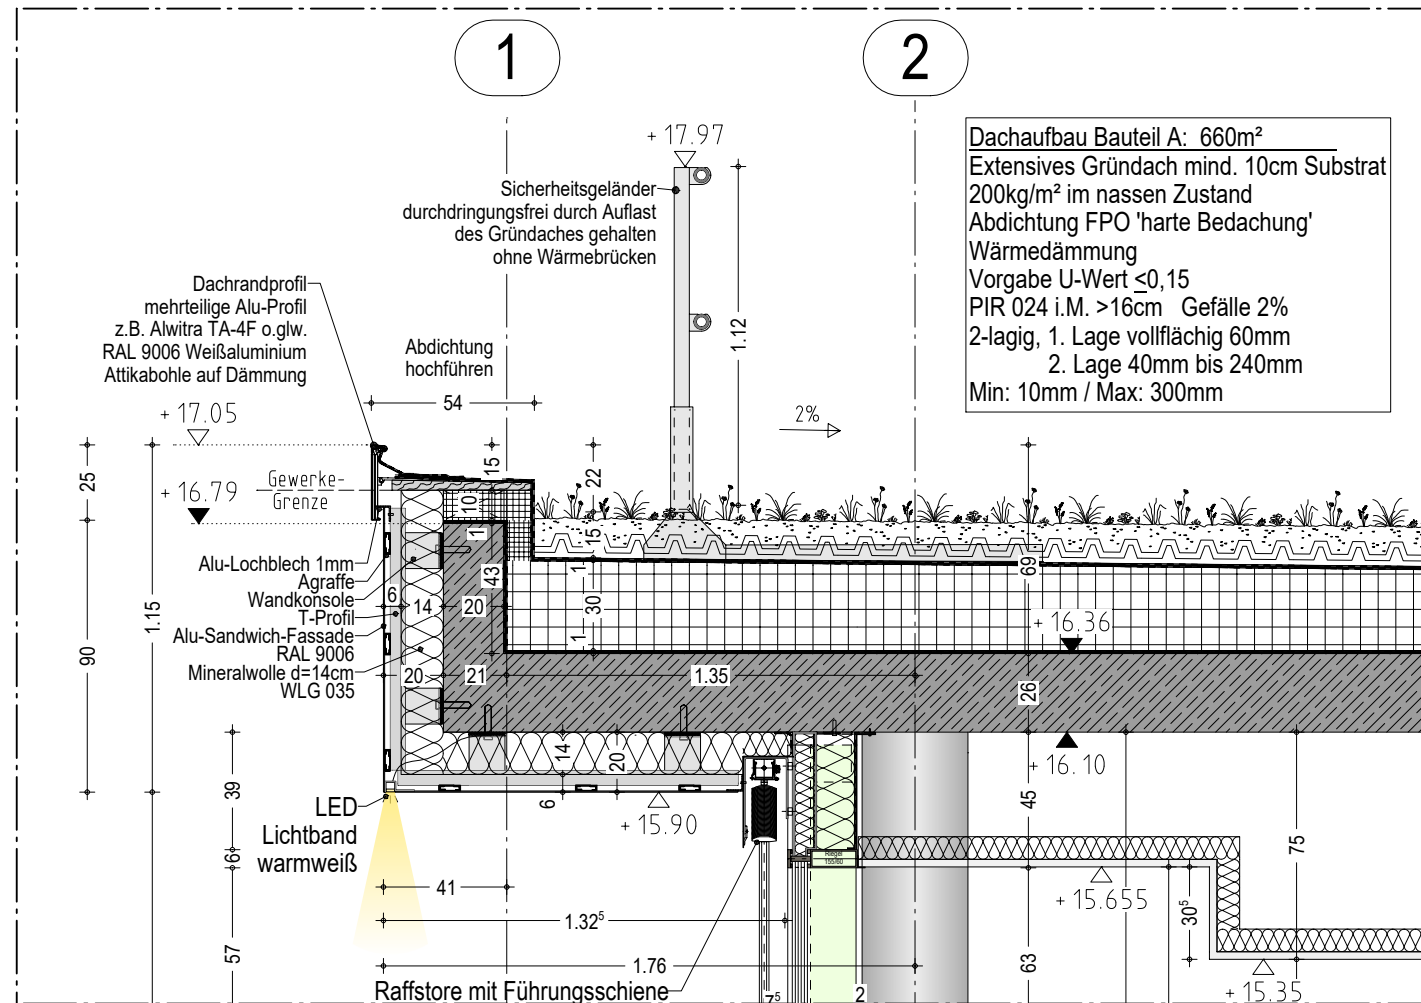 1
2
+ 17.97
Dachaufbau Bauteil A: 660m²
Extensives Gründach mind. 10cm Substrat
200kg/m² im nassen Zustand
Abdichtung FPO 'harte Bedachung'
Wärmedämmung
Vorgabe U-Wert ≤0,15
PIR 024 i.M. >16cm Gefälle 2%
2-lagig, 1. Lage vollflächig 60mm
2. Lage 40mm bis 240mm
Min: 10mm / Max: 300mm
Sicherheitsgeländer
durchdringungsfrei durch Auflast
des Gründaches gehalten
ohne Wärmebrücken
1.12
Dachrandprofil
mehrteilige Alu-Profil
z.B. Alwitra TA-4F o.glw.
RAL 9006 Weißaluminium
Attikabohle auf Dämmung
Abdichtung
hochführen
54
+ 17.05
2%
25
15
22
Gewerke-
Grenze
+ 16.79
10
1
15
Alu-Lochblech 1mm
Agraffe
Wandkonsole
T-Profil
Alu-Sandwich-Fassade
RAL 9006
Mineralwolle d=14cm
WLG 035
6
14
20
43
1
30
1
69
+ 16.36
1.15
90
20
21
1.35
26
14
20
6
+ 16.10
+ 15.90
39
6
57
LED
Lichtband
warmweiß
45
75
Riegel
155/60
41
+ 15.655
30⁵
1.32⁵
1.76
63
Raffstore mit Führungsschiene
7⁵
2
+ 15.35